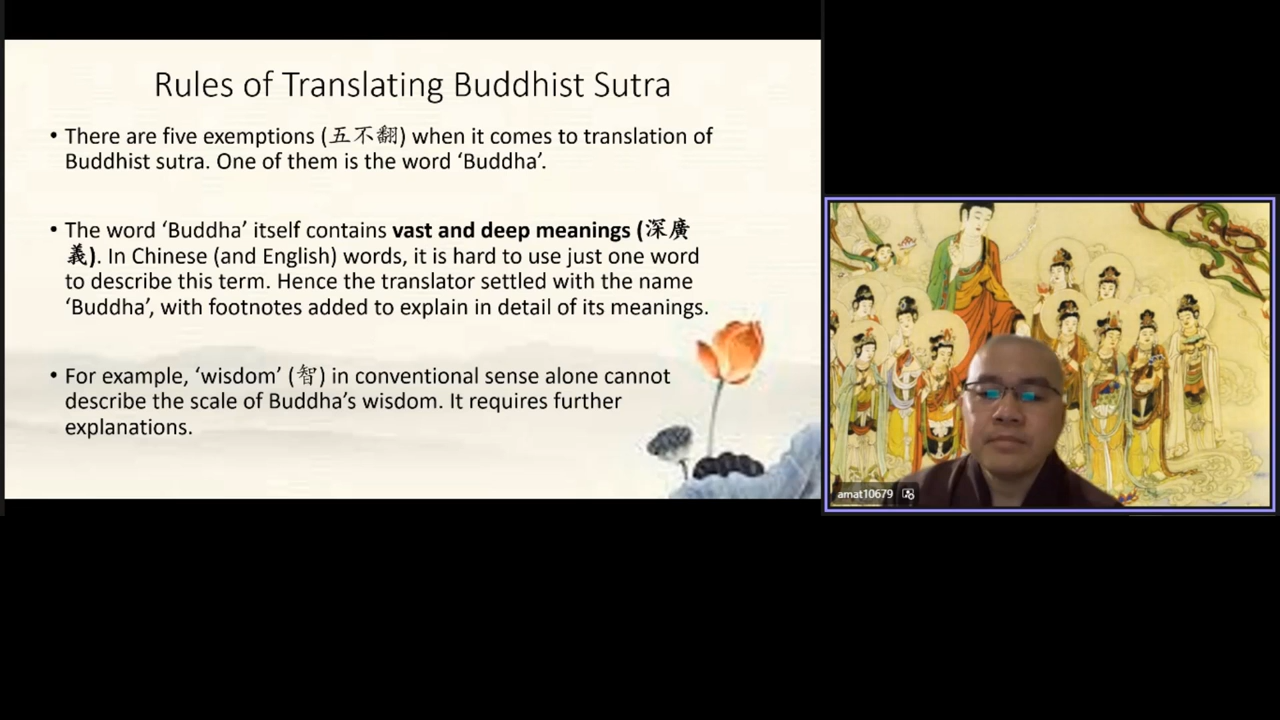 Rules of Translating Buddhist Sutra
• There are five exemptions (五不翻) when it comes to translation of
Buddhist sutra. One of them is the word ‘Buddha’.
• The word ‘Buddha’ itself contains vast and deep meanings (深廣
義). In Chinese (and English) words, it is hard to use just one word
to describe this term. Hence the translator settled with the name
‘Buddha’, with footnotes added to explain in detail of its meanings.
• For example, ‘wisdom’ (智) in conventional sense alone cannot
describe the scale of Buddha’s wisdom. It requires further
explanations.
amat10679